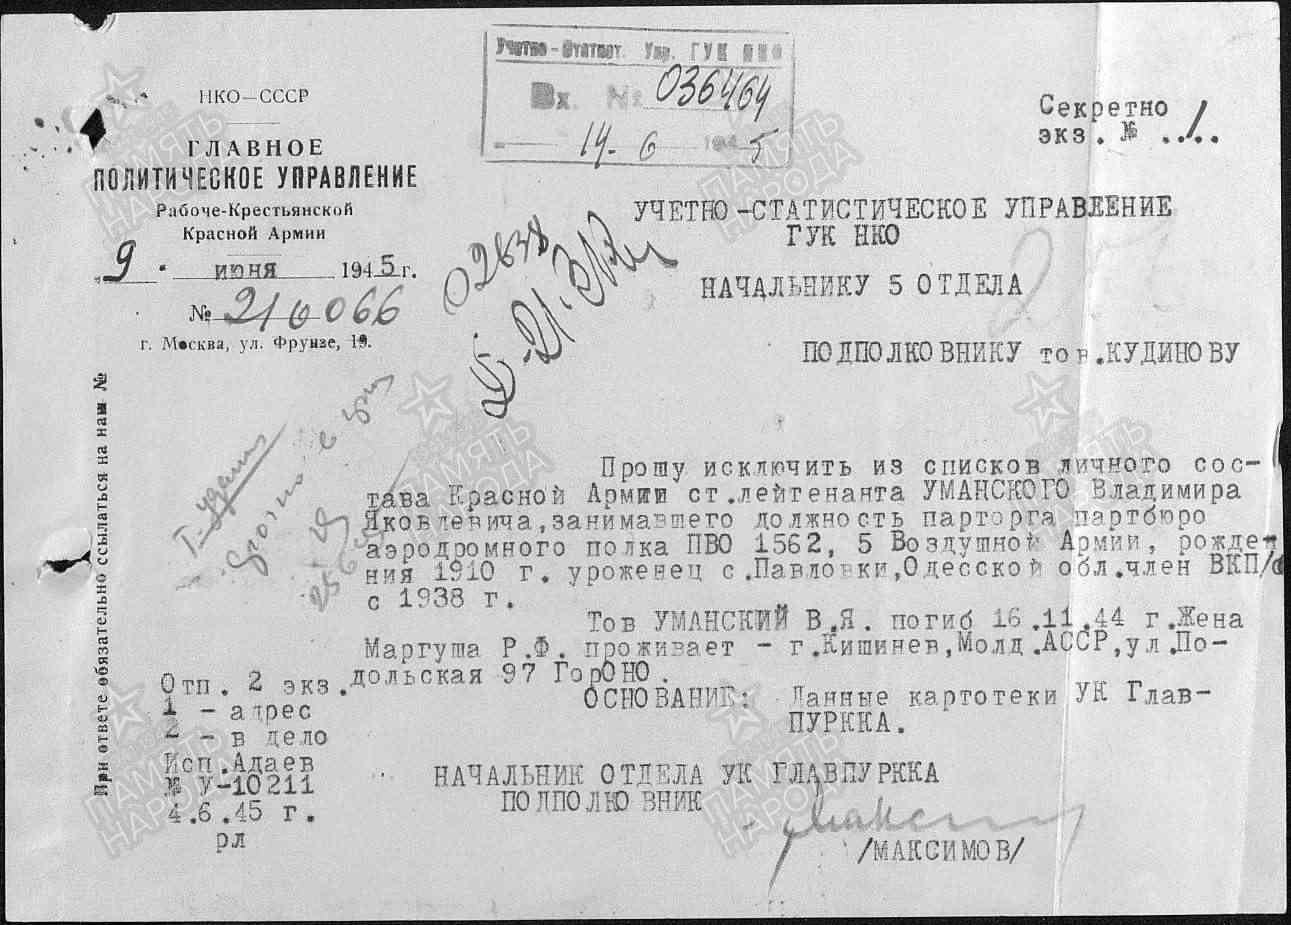 Учетно-Статист. Упр. ГУК НКО
Вх. № 036464
14 - 6 1945
НКО—СССР
ГЛАВНОЕ
ПОЛИТИЧЕСКОЕ УПРАВЛЕНИЕ
Рабоче-Крестьянской
Красной Армии
„9 " июня 1945 г.
№ 216066
г. Москва, ул. Фрунзе, 19.
При ответе обязательно ссылаться на наш №
Секретно
экз. № .1..
УЧЕТНО-СТАТИСТИЧЕСКОЕ УПРАВЛЕНИЕ
ГУК НКО
НАЧАЛЬНИКУ 5 ОТДЕЛА
ПОДПОЛКОВНИКУ тов.КУДИНОВУ
Прошу исключить из списков личного сос-
тава Красной Армии ст.лейтенанта УМАНСКОГО Владимира
Яковлевича,занимавшего должность парторга партбюро
аэродромного полка ПВО 1562, 5 Воздушной Армии, рожден
ния 1910 г. уроженец с.Павловки,Одесской обл.член ВКП/б
с 1938 г.
Тов УМАНСКИЙ В.Я. погиб 16.11.44 г.Жена
Маргуша Р.Ф. проживает - г.Кишинев,Молд.АССР,ул.По-
дольская 97 ГорОНО.
ОСНОВАНИЕ: Данные картотеки УК Глав-
ПУРККА.
Отп. 2 экз.
1 - адрес
2 - в дело
Исп.Адаев
№ У-10211
4.6.45 г.
рл
НАЧАЛЬНИК ОТДЕЛА УК ГЛАВПУРККА
ПОДПОЛКОВНИК
/МАКСИМОВ/
ПАМЯТЬ
НАРОДА